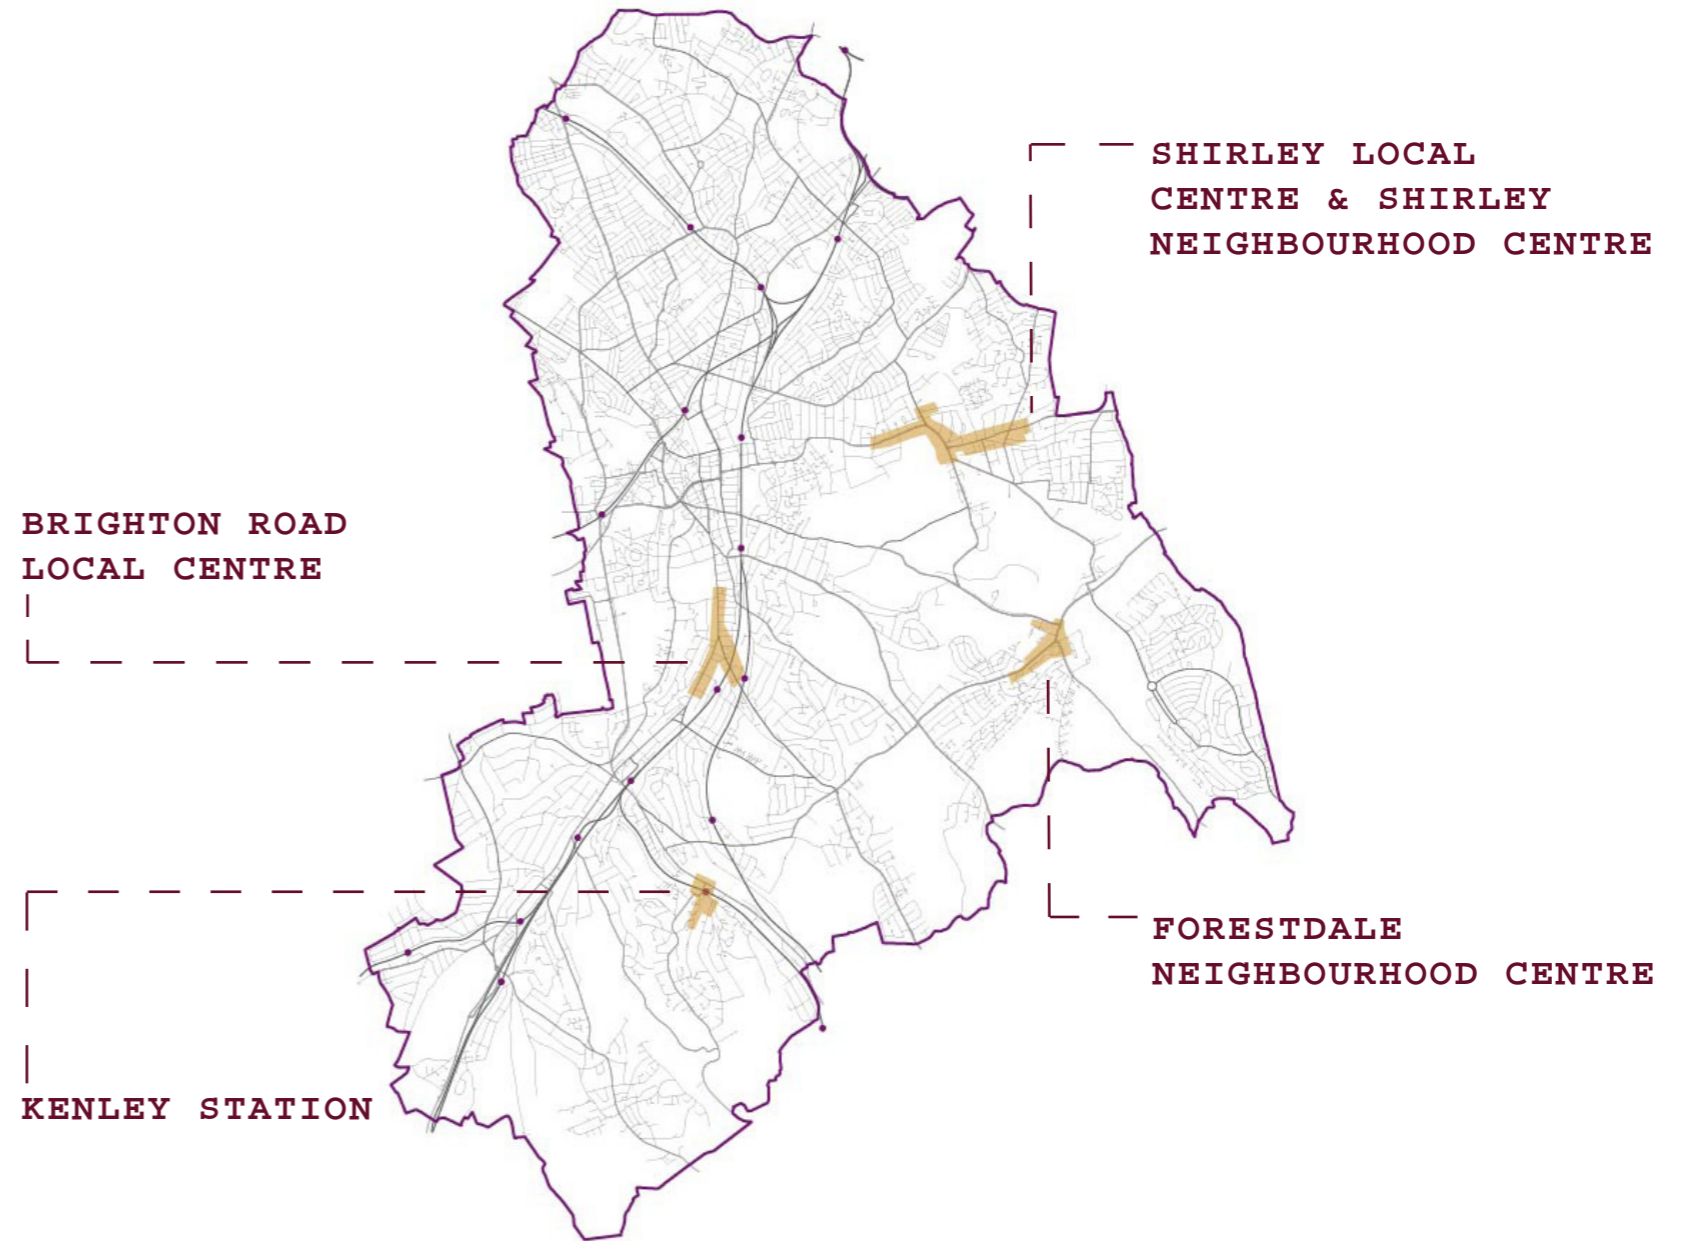 SHIRLEY LOCAL
CENTRE & SHIRLEY
NEIGHBOURHOOD CENTRE
BRIGHTON ROAD
LOCAL CENTRE
FORESTDALE
NEIGHBOURHOOD CENTRE
KENLEY STATION